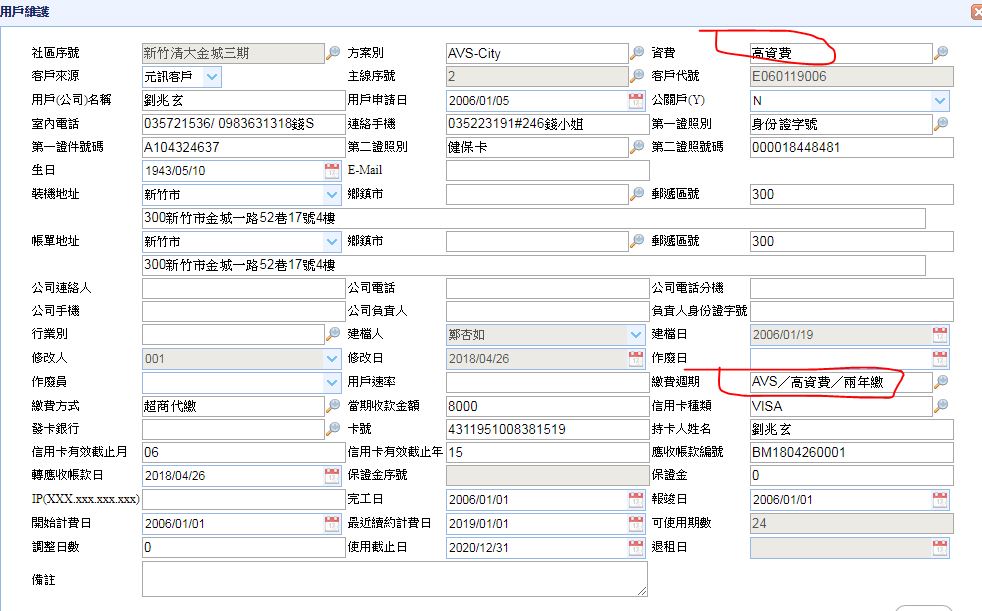 用戶維護
社區序號 新竹清大金城三期 方案別 AVS-City 資費 高資費
客戶來源 元訊客戶 主線序號 2 客戶代號 E060119006
用戶(公司)名稱 劉兆玄 用戶申請日 2006/01/05 公關戶(Y) N
室內電話 035721536/ 0983631318錢S 連絡手機 035223191#246錢小姐 第一證照別 身份證字號
第一證件號碼 A104324637 第二證照別 健保卡 第二證照號碼 000018448481
生日 1943/05/10 E-Mail
裝機地址 新竹市 鄉鎮市 郵遞區號 300
300新竹市金城一路52巷17號4樓
帳單地址 新竹市 鄉鎮市 郵遞區號 300
300新竹市金城一路52巷17號4樓
公司連絡人 公司電話 公司電話分機
公司手機 公司負責人 負責人身份證字號
行業別 建檔人 鄭杏如 建檔日 2006/01/19
修改人 001 修改日 2018/04/26 作廢日
作廢員 用戶速率 繳費週期 AVS／高資費／兩年繳
繳費方式 超商代繳 當期收款金額 8000 信用卡種類 VISA
發卡銀行 卡號 4311951008381519 持卡人姓名 劉兆玄
信用卡有效截止月 06 信用卡有效截止年 15 應收帳款編號 BM1804260001
轉應收帳款日 2018/04/26 保證金序號 保證金 0
IP(XXX.xxx.xxx.xxx) 完工日 2006/01/01 報竣日 2006/01/01
開始計費日 2006/01/01 最近續約計費日 2019/01/01 可使用期數 24
調整日數 0 使用截止日 2020/12/31 退租日
備註